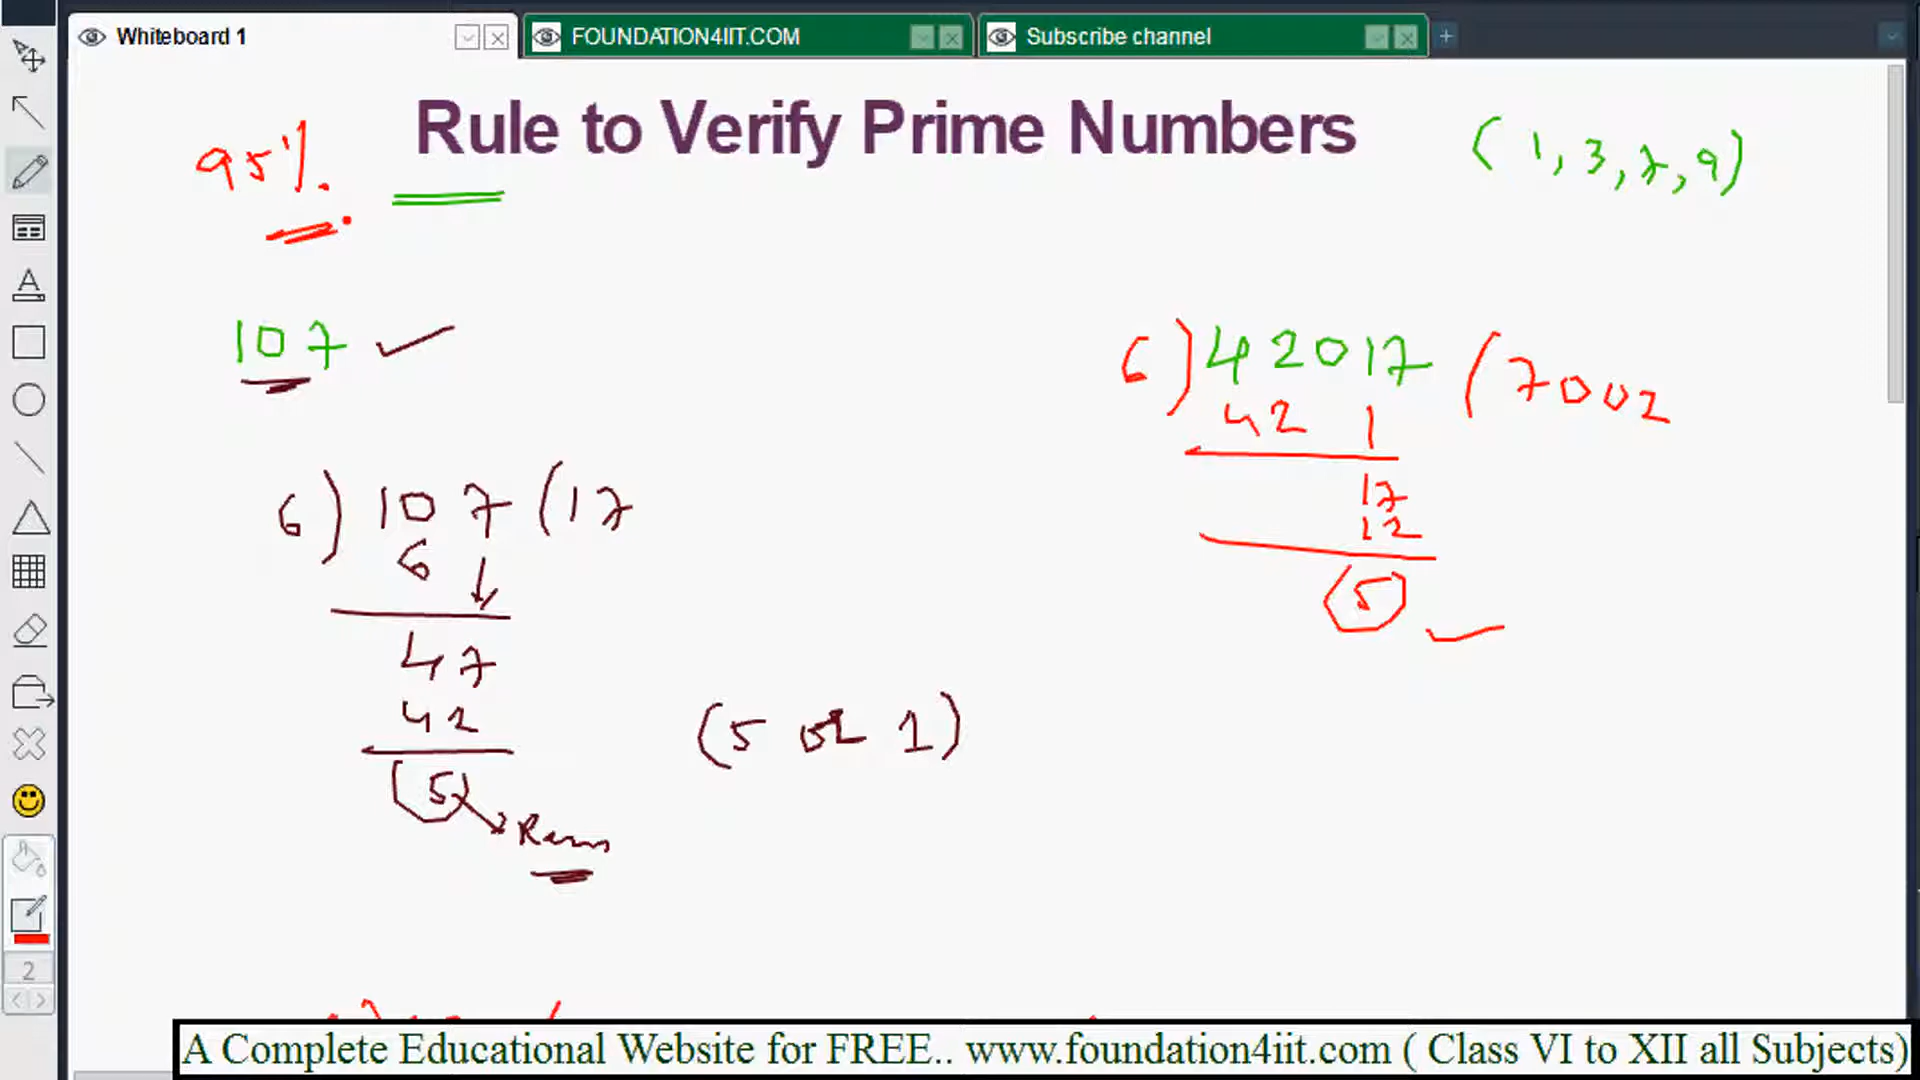 Whiteboard 1
FOUNDATION4IIT.COM
Subscribe channel
Rule to Verify Prime Numbers
95%.
(1, 3, 7, 9)
107
6) 107 (17
6
47
42
(5)
Rem
(5 or 1)
6) 42017 (7002
42 1
17
12
5
2
A Complete Educational Website for FREE.. www.foundation4iit.com ( Class VI to XII all Subjects)